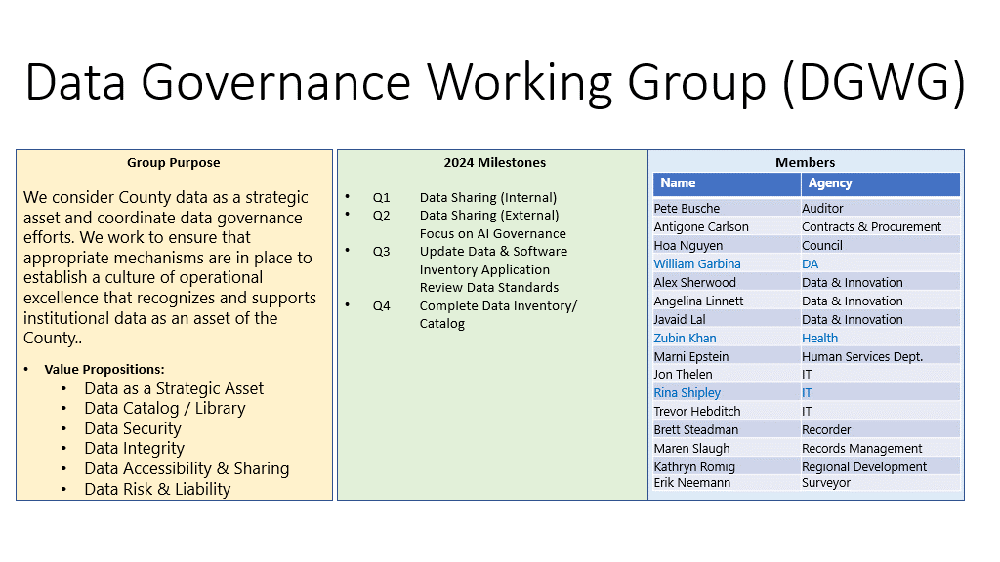 Data Governance Working Group (DGWG)
Group Purpose
We consider County data as a strategic
asset and coordinate data governance
efforts. We work to ensure that
appropriate mechanisms are in place to
establish a culture of operational
excellence that recognizes and supports
institutional data as an asset of the
County..
• Value Propositions:
• Data as a Strategic Asset
• Data Catalog / Library
• Data Security
• Data Integrity
• Data Accessibility & Sharing
• Data Risk & Liability
2024 Milestones
• Q1 Data Sharing (Internal)
• Q2 Data Sharing (External)
Focus on AI Governance
• Q3 Update Data & Software
Inventory Application
Review Data Standards
• Q4 Complete Data Inventory/
Catalog
Members
Name Agency
Pete Busche Auditor
Antigone Carlson Contracts & Procurement
Hoa Nguyen Council
William Garbina DA
Alex Sherwood Data & Innovation
Angelina Linnett Data & Innovation
Javaid Lal Data & Innovation
Zubin Khan Health
Marni Epstein Human Services Dept.
Jon Thelen IT
Rina Shipley IT
Trevor Hebditch IT
Brett Steadman Recorder
Maren Slaugh Records Management
Kathryn Romig Regional Development
Erik Neemann Surveyor